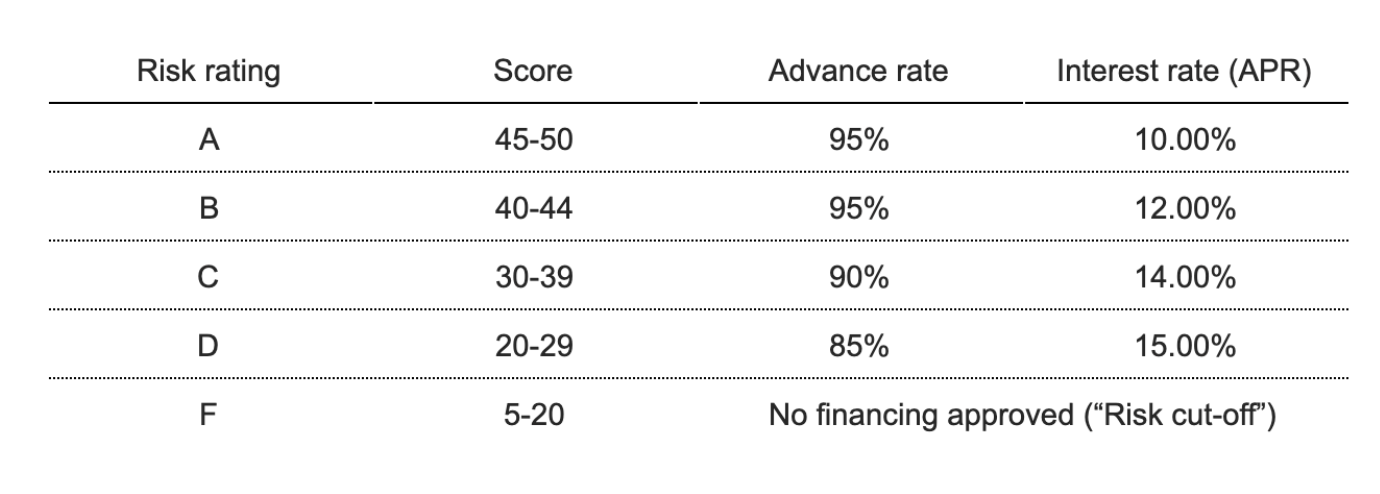 Risk rating Score Advance rate Interest rate (APR)
A 45-50 95% 10.00%
B 40-44 95% 12.00%
C 30-39 90% 14.00%
D 20-29 85% 15.00%
F 5-20 No financing approved (“Risk cut-off”)